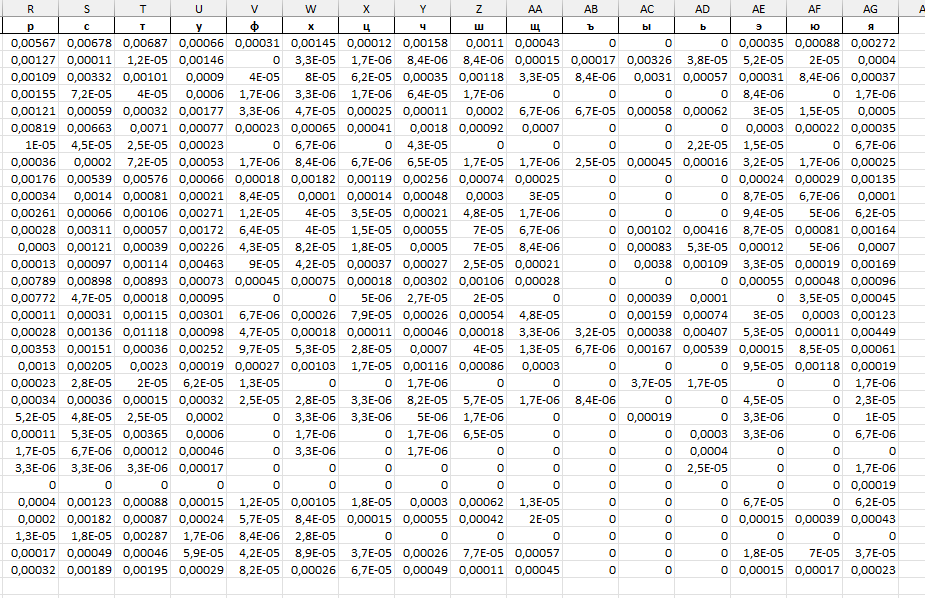 R S T U V W X Y Z AA AB AC AD AE AF AG A
р с т у ф х ц ч ш щ ъ ы ь э ю я
0,00567 0,00678 0,00687 0,00066 0,00031 0,00145 0,00012 0,00158 0,0011 0,00043 0 0 0 0,00035 0,00088 0,00272
0,00127 0,00011 1,2E-05 0,00146 0 3,3E-05 1,7E-06 8,4E-06 8,4E-06 0,00015 0,00017 0,00326 3,8E-05 5,2E-05 2E-05 0,0004
0,00109 0,00332 0,00101 0,0009 4E-05 8E-05 6,2E-05 0,00035 0,00118 3,3E-05 8,4E-06 0,0031 0,00057 0,00031 8,4E-06 0,00037
0,00155 7,2E-05 4E-05 0,0006 1,7E-06 3,3E-06 1,7E-06 6,4E-05 1,7E-06 0 0 0 0 8,4E-06 0 1,7E-06
0,00121 0,00059 0,00032 0,00177 3,3E-06 4,7E-05 0,00025 0,00011 0,0002 6,7E-06 6,7E-05 0,00058 0,00062 3E-05 1,5E-05 0,0005
0,00819 0,00663 0,0071 0,00077 0,00023 0,00065 0,00041 0,0018 0,00092 0,0007 0 0 0 0,0003 0,00022 0,00035
1E-05 4,5E-05 2,5E-05 0,00023 0 6,7E-06 0 4,3E-05 0 0 0 0 2,2E-05 1,5E-05 0 6,7E-06
0,00036 0,0002 7,2E-05 0,00053 1,7E-06 8,4E-06 6,7E-06 6,5E-05 1,7E-05 1,7E-06 2,5E-05 0,00045 0,00016 3,2E-05 1,7E-06 0,00025
0,00176 0,00539 0,00576 0,00066 0,00018 0,00182 0,00119 0,00256 0,00074 0,00025 0 0 0 0,00024 0,00029 0,00135
0,00034 0,0014 0,00081 0,00021 8,4E-05 0,0001 0,00014 0,00048 0,0003 3E-05 0 0 0 8,7E-05 6,7E-06 0,0001
0,00261 0,00066 0,00106 0,00271 1,2E-05 4E-05 3,5E-05 0,00021 4,8E-05 1,7E-06 0 0 0 9,4E-05 5E-06 6,2E-05
0,00028 0,00311 0,00057 0,00172 6,4E-05 4E-05 1,5E-05 0,00055 7E-05 6,7E-06 0 0,00102 0,00416 8,7E-05 0,00081 0,00164
0,0003 0,00121 0,00039 0,00226 4,3E-05 8,2E-05 1,8E-05 0,0005 7E-05 8,4E-06 0 0,00083 5,3E-05 0,00012 5E-06 0,0007
0,00013 0,00097 0,00114 0,00463 9E-05 4,2E-05 0,00037 0,00027 2,5E-05 0,00021 0 0,0038 0,00109 3,3E-05 0,00019 0,00169
0,00789 0,00898 0,00893 0,00073 0,00045 0,00075 0,00018 0,00302 0,00106 0,00028 0 0 0 0,00055 0,00048 0,00096
0,00772 4,7E-05 0,00018 0,00095 0 0 5E-06 2,7E-05 2E-05 0 0 0,00039 0,0001 0 3,5E-05 0,00045
0,00011 0,00031 0,00115 0,00301 6,7E-06 0,00026 7,9E-05 0,00026 0,00054 4,8E-05 0 0,00159 0,00074 3E-05 0,0003 0,00123
0,00028 0,00136 0,01118 0,00098 4,7E-05 0,00018 0,00011 0,00046 0,00018 3,3E-06 3,2E-05 0,00038 0,00407 5,3E-05 0,00011 0,00449
0,00353 0,00151 0,00036 0,00252 9,7E-05 5,3E-05 2,8E-05 0,0007 4E-05 1,3E-05 6,7E-06 0,00167 0,00539 0,00015 8,5E-05 0,00061
0,0013 0,00205 0,0023 0,00019 0,00027 0,00103 1,7E-05 0,00116 0,00086 0,0003 0 0 0 9,5E-05 0,00118 0,00019
0,00023 2,8E-05 2E-05 6,2E-05 1,3E-05 0 0 1,7E-06 0 0 0 3,7E-05 1,7E-05 0 0 1,7E-06
0,00034 0,00036 0,00015 0,00032 2,5E-05 2,8E-05 3,3E-06 8,2E-05 5,7E-05 1,7E-06 8,4E-06 0 0 4,5E-05 0 2,3E-05
5,2E-05 4,8E-05 2,5E-05 0,0002 0 3,3E-06 3,3E-06 5E-06 1,7E-06 0 0 0,00019 0 3,3E-06 0 1E-05
0,00011 5,3E-05 0,00365 0,0006 0 1,7E-06 0 1,7E-06 6,5E-05 0 0 0 0,0003 3,3E-06 0 6,7E-06
1,7E-05 6,7E-06 0,00012 0,00046 0 3,3E-06 0 1,7E-06 0 0 0 0 0,0004 0 0 0
3,3E-06 3,3E-06 3,3E-06 0,00017 0 0 0 0 0 0 0 0 2,5E-05 0 0 1,7E-06
0 0 0 0 0 0 0 0 0 0 0 0 0 0 0 0,00019
0,0004 0,00123 0,00088 0,00015 1,2E-05 0,00105 1,8E-05 0,0003 0,00062 1,3E-05 0 0 0 6,7E-05 0 6,2E-05
0,0002 0,00182 0,00087 0,00024 5,7E-05 8,4E-05 0,00015 0,00055 0,00042 2E-05 0 0 0 0,00015 0,00039 0,00043
1,3E-05 1,8E-05 0,00287 1,7E-06 8,4E-06 2,8E-05 0 0 0 0 0 0 0 0 0 0
0,00017 0,00049 0,00046 5,9E-05 4,2E-05 8,9E-05 3,7E-05 0,00026 7,7E-05 0,00057 0 0 0 1,8E-05 7E-05 3,7E-05
0,00032 0,00189 0,00195 0,00029 8,2E-05 0,00026 6,7E-05 0,00049 0,00011 0,00045 0 0 0 0,00015 0,00017 0,00023